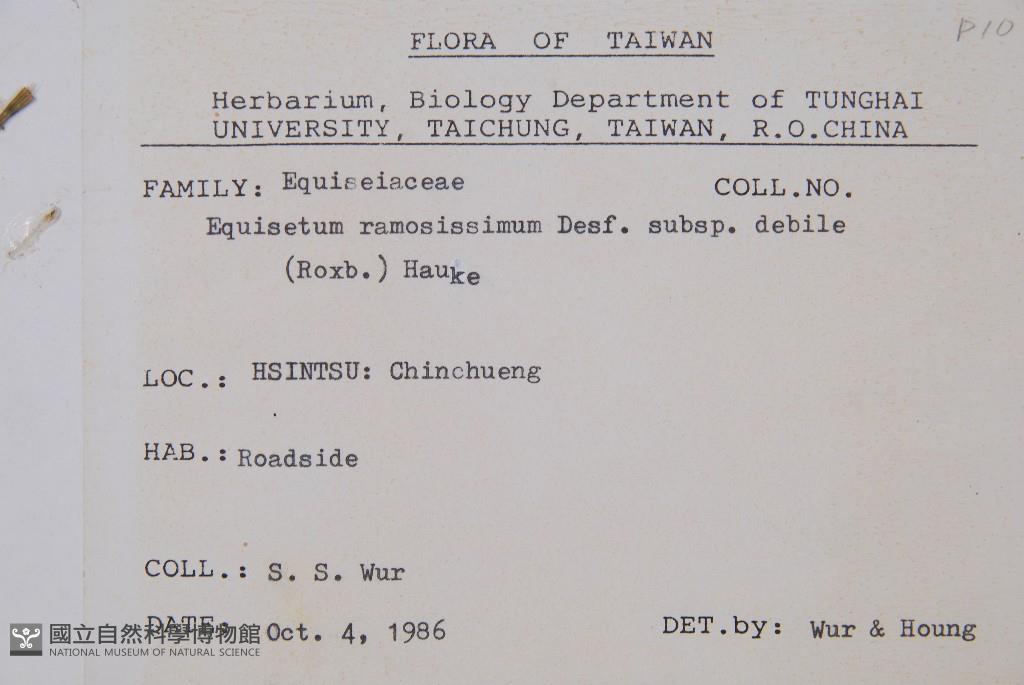 P10
FLORA OF TAIWAN
Herbarium, Biology Department of TUNGHAI
UNIVERSITY, TAICHUNG, TAIWAN, R.O.CHINA
FAMILY: Equiseiaceae COLL.NO.
Equisetum ramosissimum Desf. subsp. debile
(Roxb.) Hauke
LOC.: HSINTSU: Chinchueng
HAB.: Roadside
COLL.: S. S. Wur
DATE: Oct. 4, 1986 DET.by: Wur & Houng
國立自然科學博物館
NATIONAL MUSEUM OF NATURAL SCIENCE